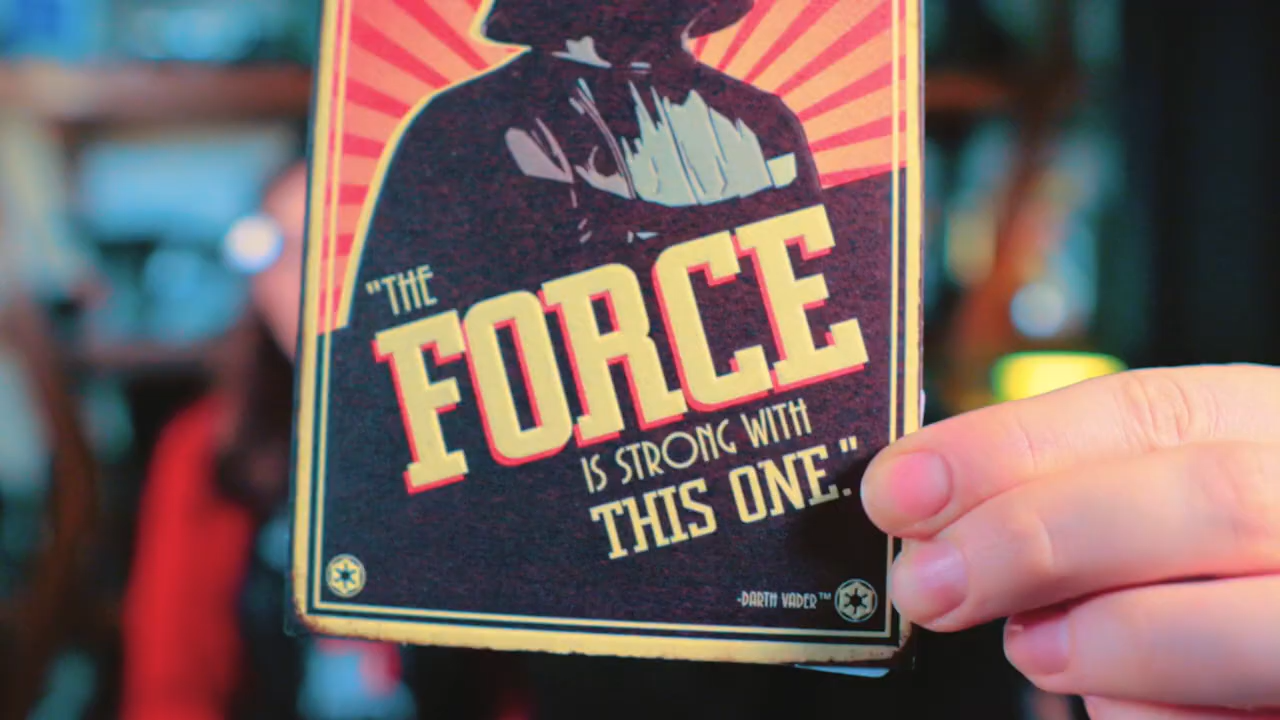 "THE
FORCE
IS STRONG WITH
THIS ONE."
-DARTH VADER™